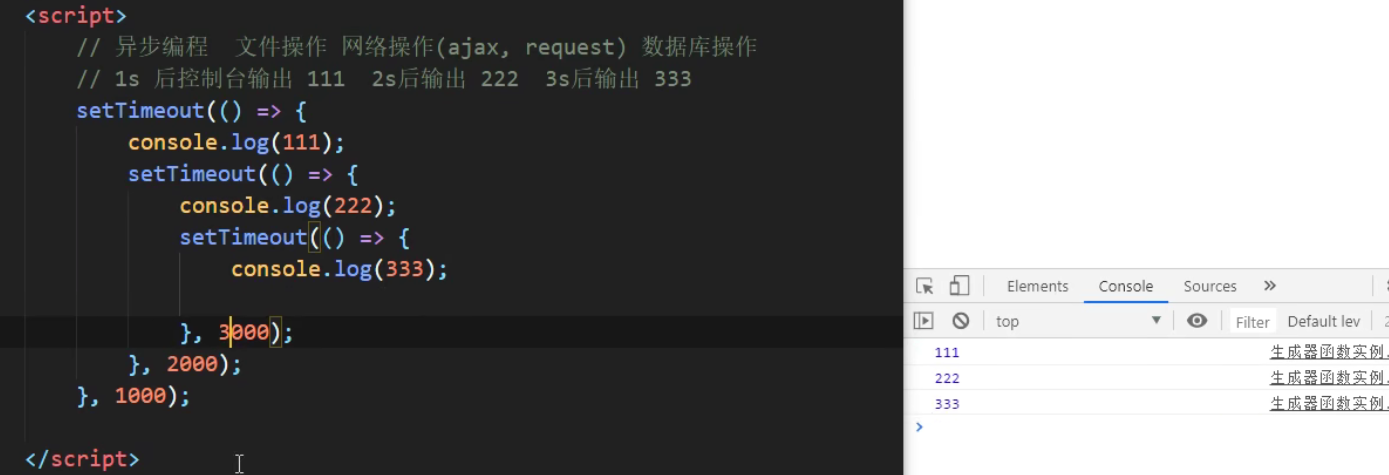 <script>
// 异步编程  文件操作 网络操作(ajax, request) 数据库操作
// 1s 后控制台输出 111  2s后输出 222  3s后输出 333
setTimeout(() => {
console.log(111);
setTimeout(() => {
console.log(222);
setTimeout(() => {
console.log(333);
}, 3000);
}, 2000);
}, 1000);
</script>
Elements Console Sources »
top Filter Default lev
111 生成器函数实例.
222 生成器函数实例.
333 生成器函数实例.
>